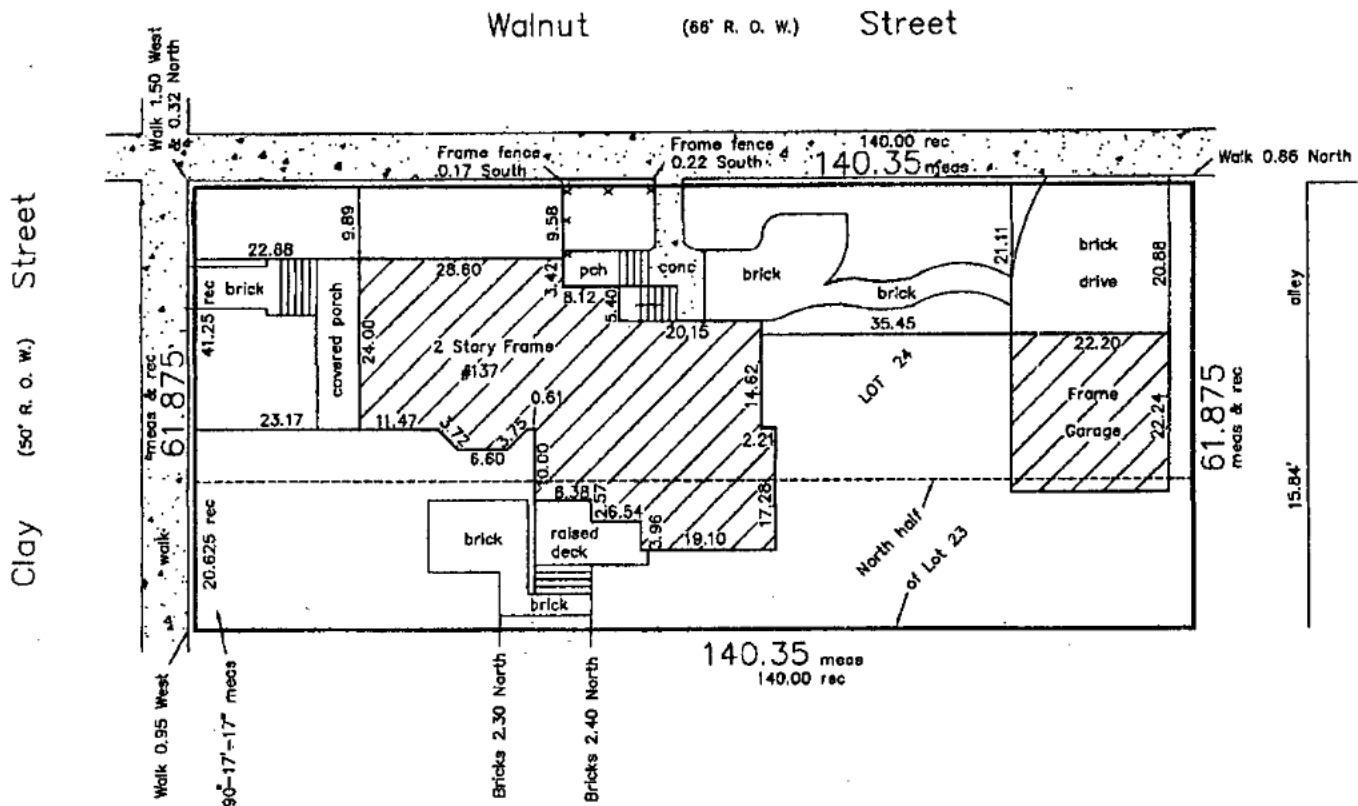 Walnut (66' R. O. W.) Street
Walk 1.50 West
& 0.32 North
Frame fence
0.17 South
Frame fence
0.22 South
140.00 rec
140.35 meas
Walk 0.86 North
Clay (50' R. O. W.) Street
9.89
22.88
9.58
28.60
3.42
pch
conc
8.12
5.40
brick
brick
21.11
brick
drive
20.88
alley
brick
41.25 rec
covered porch
24.00
2 Story Frame
#137
20.15
35.45
22.20
LOT 24
Frame
Garage
22.24
61.875
meas & rec
61.875
meas & rec
15.84'
23.17
11.47
3.72
6.60
3.75
0.61
14.62
2.21
10.00
8.38
2.57
6.54
3.96
19.10
17.28
North half
of Lot 23
walk
20.625 rec
brick
raised
deck
brick
140.35 meas
140.00 rec
Walk 0.95 West
90°-17'-17" meas
Bricks 2.30 North
Bricks 2.40 North